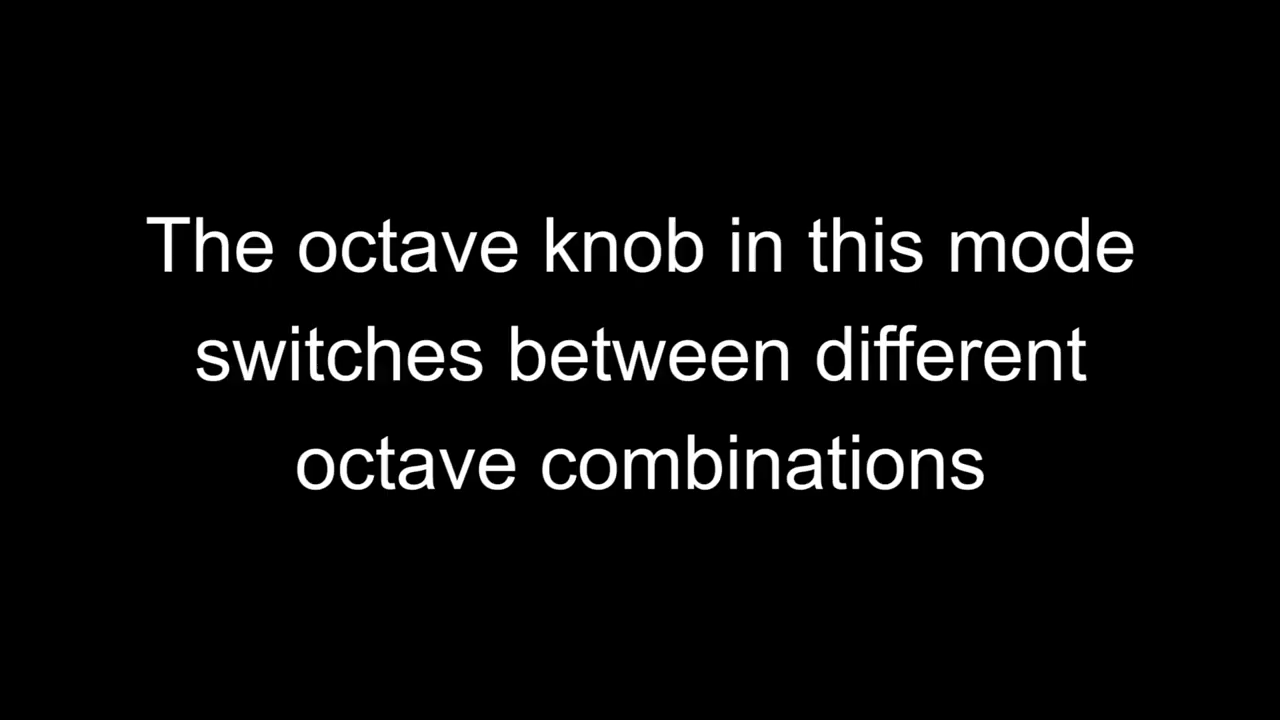 The octave knob in this mode
switches between different
octave combinations